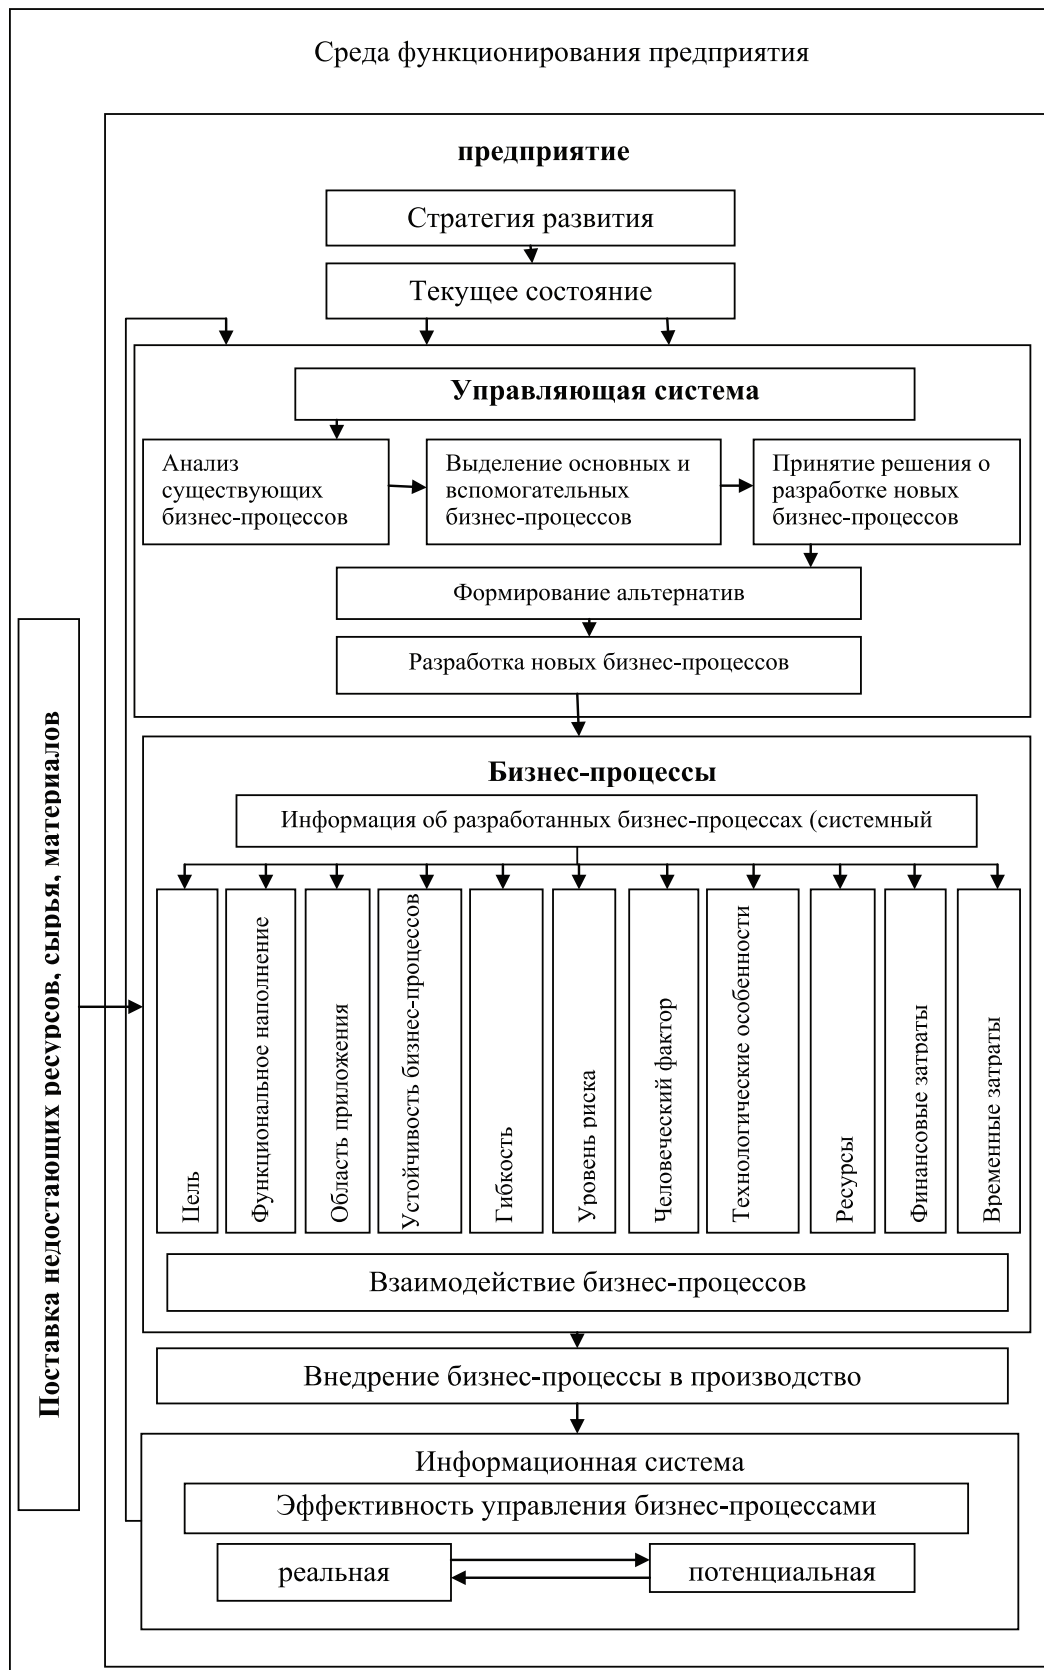 Среда функционирования предприятия
предприятие
Стратегия развития
Текущее состояние
Управляющая система
Анализ
существующих
бизнес-процессов
Выделение основных и
вспомогательных
бизнес-процессов
Принятие решения о
разработке новых
бизнес-процессов
Формирование альтернатив
Разработка новых бизнес-процессов
Поставка недостающих ресурсов, сырья, материалов
Бизнес-процессы
Информация об разработанных бизнес-процессах (системный
Цель
Функциональное наполнение
Область приложения
Устойчивость бизнес-процессов
Гибкость
Уровень риска
Человеческий фактор
Технологические особенности
Ресурсы
Финансовые затраты
Временные затраты
Взаимодействие бизнес-процессов
Внедрение бизнес-процессы в производство
Информационная система
Эффективность управления бизнес-процессами
реальная
потенциальная